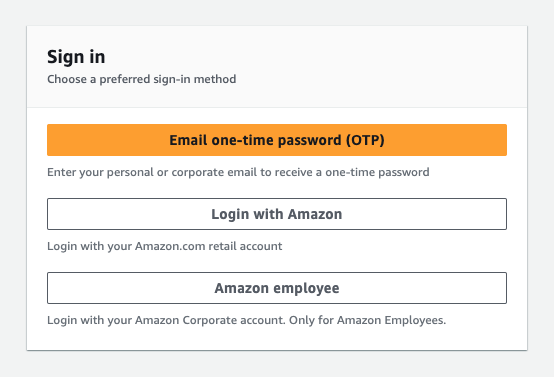 Sign in
Choose a preferred sign-in method
Email one-time password (OTP)
Enter your personal or corporate email to receive a one-time password
Login with Amazon
Login with your Amazon.com retail account
Amazon employee
Login with your Amazon Corporate account. Only for Amazon Employees.